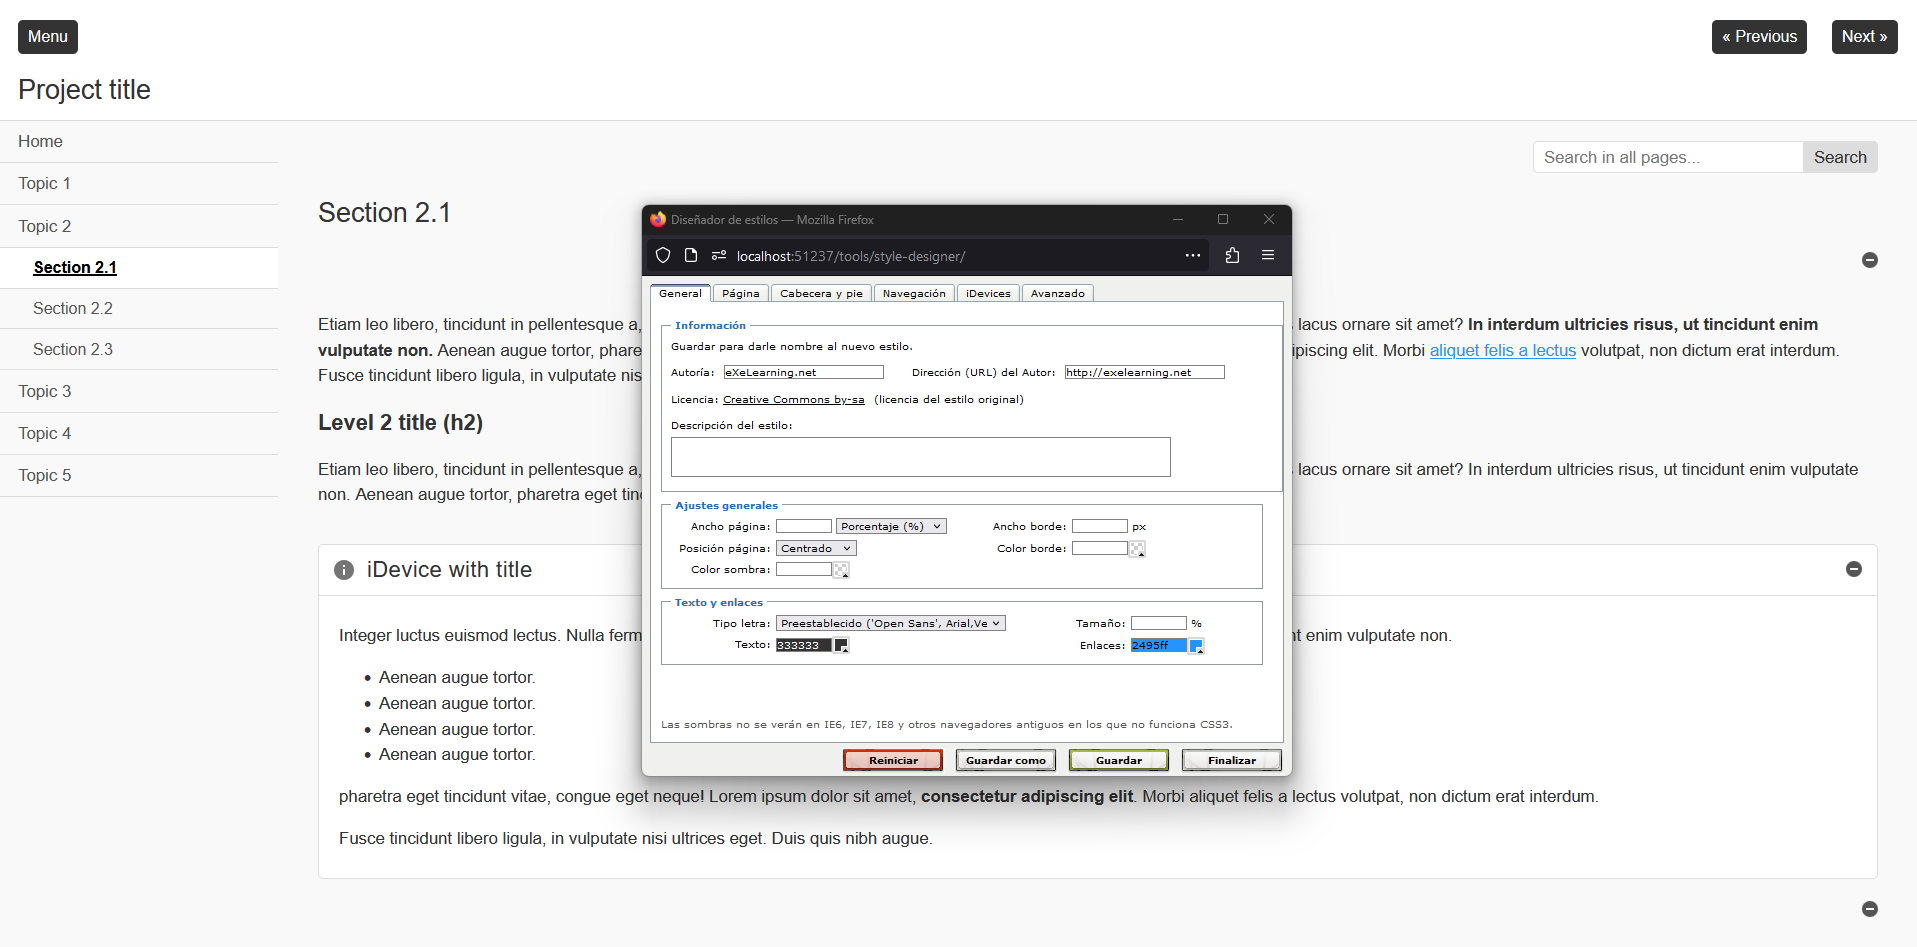 Menu
« Previous
Next »
Project title
Home
Topic 1
Topic 2
Section 2.1
Section 2.2
Section 2.3
Topic 3
Topic 4
Topic 5
Search in all pages...
Search
Section 2.1
Etiam leo libero, tincidunt in pellentesque a,
lacus ornare sit amet? In interdum ultricies risus, ut tincidunt enim
vulputate non. Aenean augue tortor, phare
ipiscing elit. Morbi aliquet felis a lectus volutpat, non dictum erat interdum.
Fusce tincidunt libero ligula, in vulputate nis
Level 2 title (h2)
Etiam leo libero, tincidunt in pellentesque a,
lacus ornare sit amet? In interdum ultricies risus, ut tincidunt enim vulputate
non. Aenean augue tortor, pharetra eget tin
iDevice with title
Integer luctus euismod lectus. Nulla ferm
nt enim vulputate non.
• Aenean augue tortor.
• Aenean augue tortor.
• Aenean augue tortor.
• Aenean augue tortor.
pharetra eget tincidunt vitae, congue eget neque! Lorem ipsum dolor sit amet, consectetur adipiscing elit. Morbi aliquet felis a lectus volutpat, non dictum erat interdum.
Fusce tincidunt libero ligula, in vulputate nisi ultrices eget. Duis quis nibh augue.
Diseñador de estilos — Mozilla Firefox
localhost:51237/tools/style-designer/
General
Página
Cabecera y pie
Navegación
iDevices
Avanzado
Información
Guardar para darle nombre al nuevo estilo.
Autoría: eXeLearning.net
Dirección (URL) del Autor: http://exelearning.net
Licencia: Creative Commons by-sa (licencia del estilo original)
Descripción del estilo:
Ajustes generales
Ancho página: Porcentaje (%)
Ancho borde: px
Posición página: Centrado
Color borde:
Color sombra:
Texto y enlaces
Tipo letra: Preestablecido ('Open Sans', Arial,Ve
Tamaño: %
Texto: 333333
Enlaces: 2495ff
Las sombras no se verán en IE6, IE7, IE8 y otros navegadores antiguos en los que no funciona CSS3.
Reiniciar
Guardar como
Guardar
Finalizar